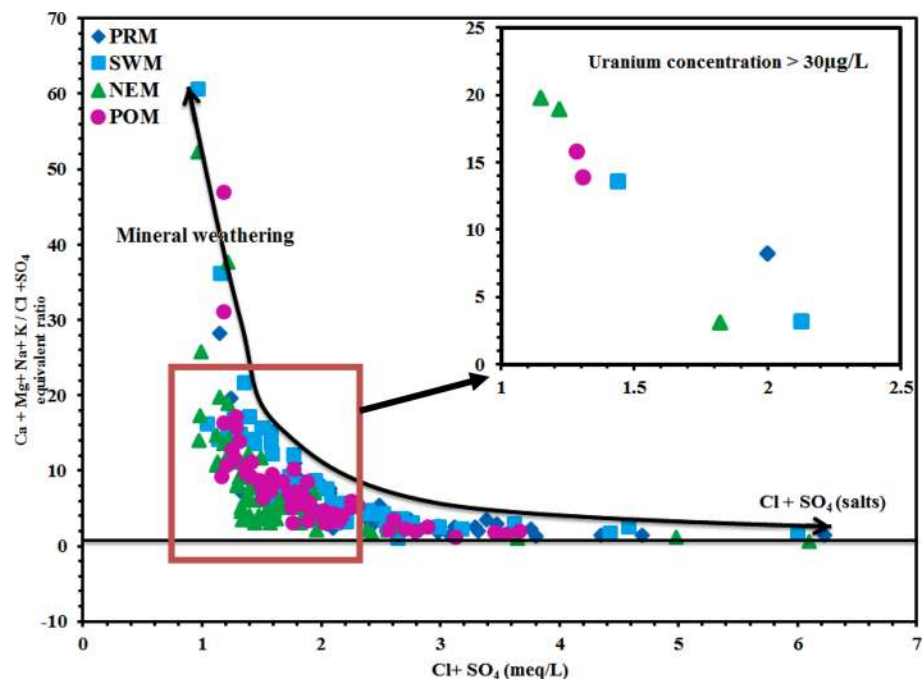 70
60
50
40
30
20
10
0
-10
Ca + Mg+ Na+ K / Cl +SO4
equivalent ratio
PRM
SWM
NEM
POM
Mineral weathering
Cl + SO4 (salts)
25
20
15
10
5
0
Uranium concentration > 30µg/L
1 1.5 2 2.5
0 1 2 3 4 5 6 7
Cl+ SO4 (meq/L)